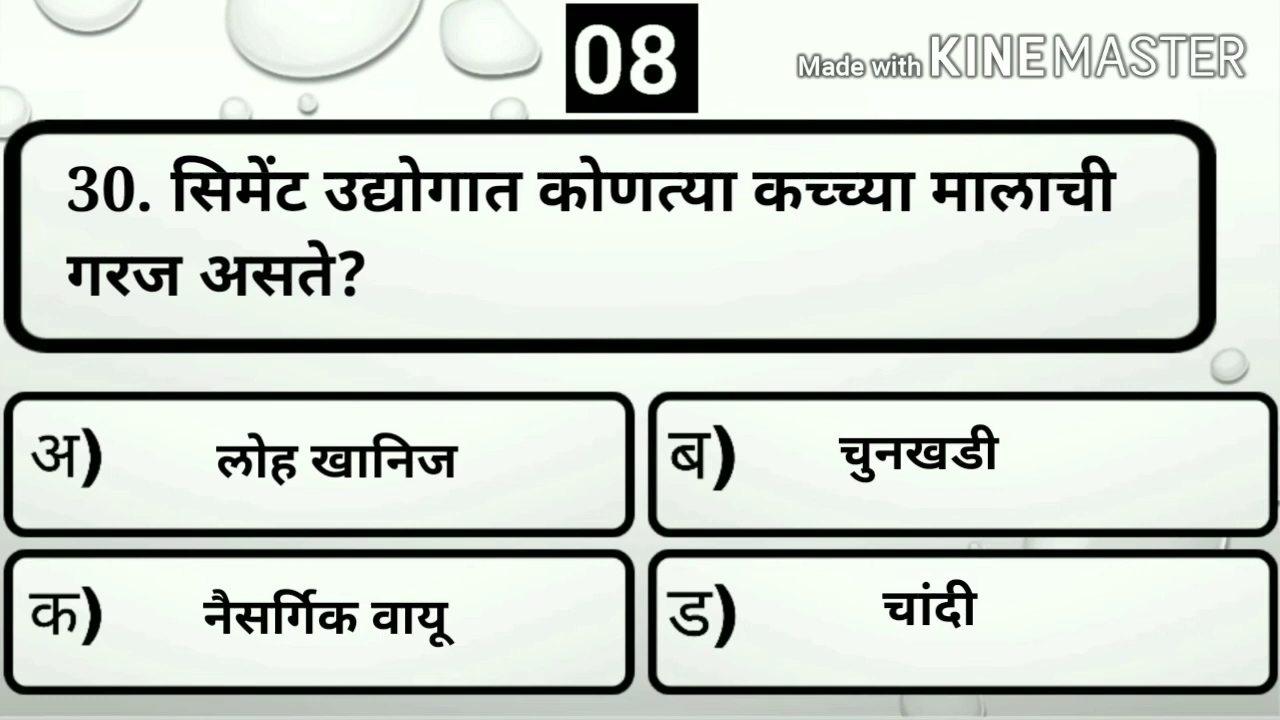 08
Made with KINEMASTER
30. सिमेंट उद्योगात कोणत्या कच्च्या मालाची
गरज असते?
अ) लोह खानिज
ब) चुनखडी
क) नैसर्गिक वायू
ड) चांदी